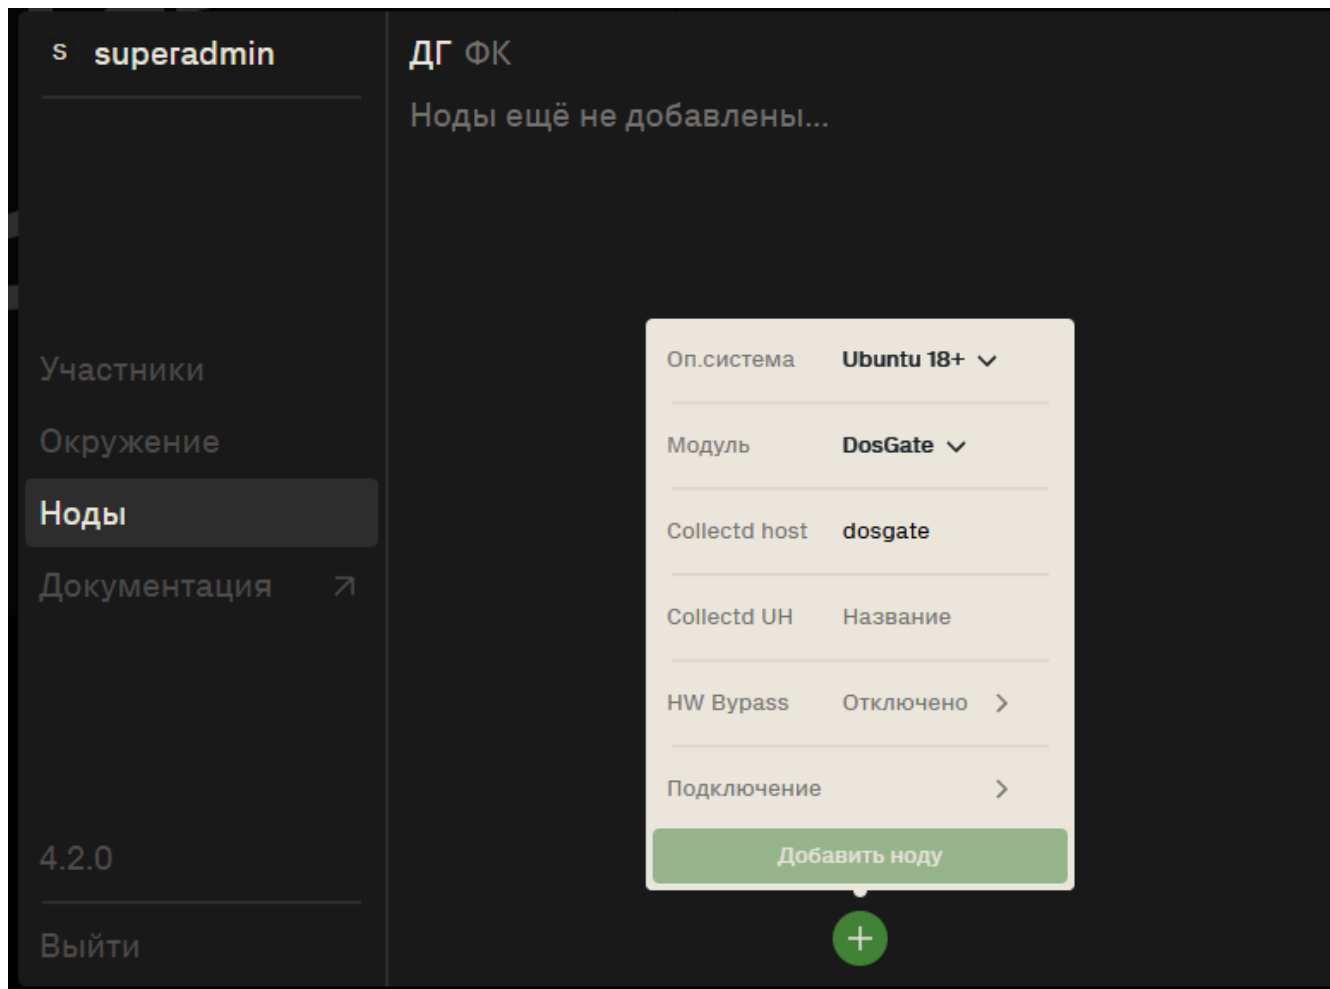 S superadmin
ДГ ФК
Ноды ещё не добавлены...
Участники
Окружение
Ноды
Документация
4.2.0
Выйти
Оп.система Ubuntu 18+
Модуль DosGate
Collectd host dosgate
Collectd UH Название
HW Bypass Отключено
Подключение
Добавить ноду